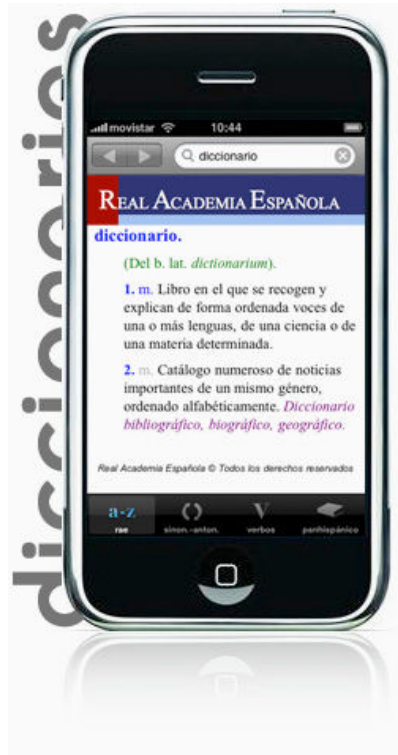 diccionarios
movistar 10:44
diccionario
REAL ACADEMIA ESPAÑOLA
diccionario.
(Del b. lat. dictionarium).
1. m. Libro en el que se recogen y
explican de forma ordenada voces de
una o más lenguas, de una ciencia o de
una materia determinada.
2. m. Catálogo numeroso de noticias
importantes de un mismo género,
ordenado alfabéticamente. Diccionario
bibliográfico, biográfico, geográfico.
Real Academia Española © Todos los derechos reservados
a-z V
rae sinon.-anton. verbos panhispánico